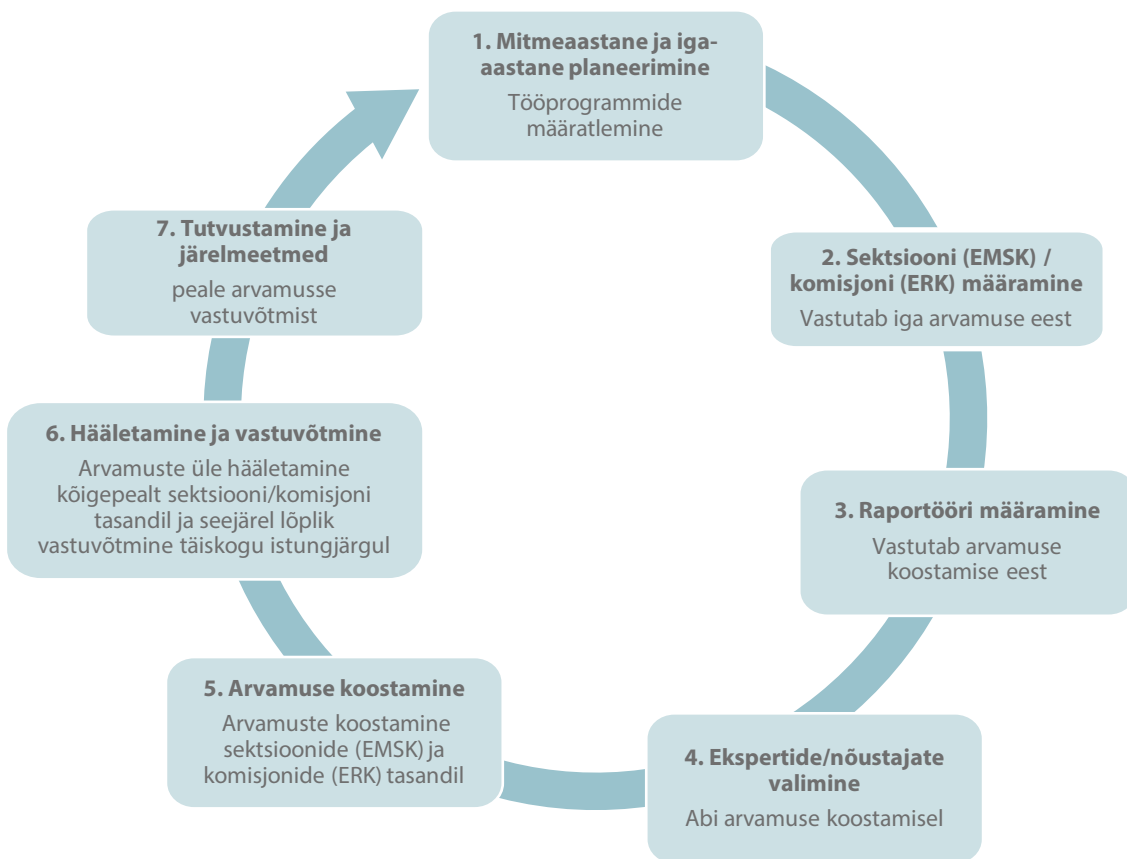 1. Mitmeaastane ja iga-
aastane planeerimine
Tööprogrammide
määratlemine
2. Sektsiooni (EMSK) /
komisjoni (ERK) määramine
Vastutab iga arvamuse eest
3. Raportööri määramine
Vastutab arvamuse
koostamise eest
4. Ekspertide/nõustajate
valimine
Abi arvamuse koostamisel
5. Arvamuse koostamine
Arvamuste koostamine
sektsioonide (EMSK) ja
komisjonide (ERK) tasandil
6. Hääletamine ja vastuvõtmine
Arvamuste üle hääletamine
kõigepealt sektsiooni/komisjoni
tasandil ja seejärel lõplik
vastuvõtmine täiskogu istungjärgul
7. Tutvustamine ja
järelmeetmed
peale arvamusse
vastuvõtmist